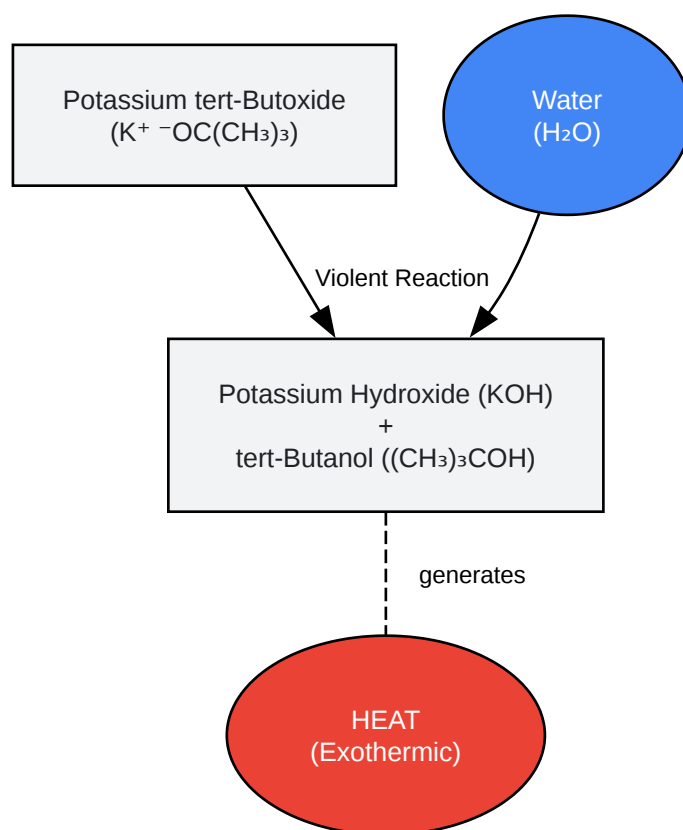 Potassium tert-Butoxide
(K⁺ ⁻OC(CH₃)₃)
Water
(H₂O)
Violent Reaction
Potassium Hydroxide (KOH)
+
tert-Butanol ((CH₃)₃COH)
generates
HEAT
(Exothermic)